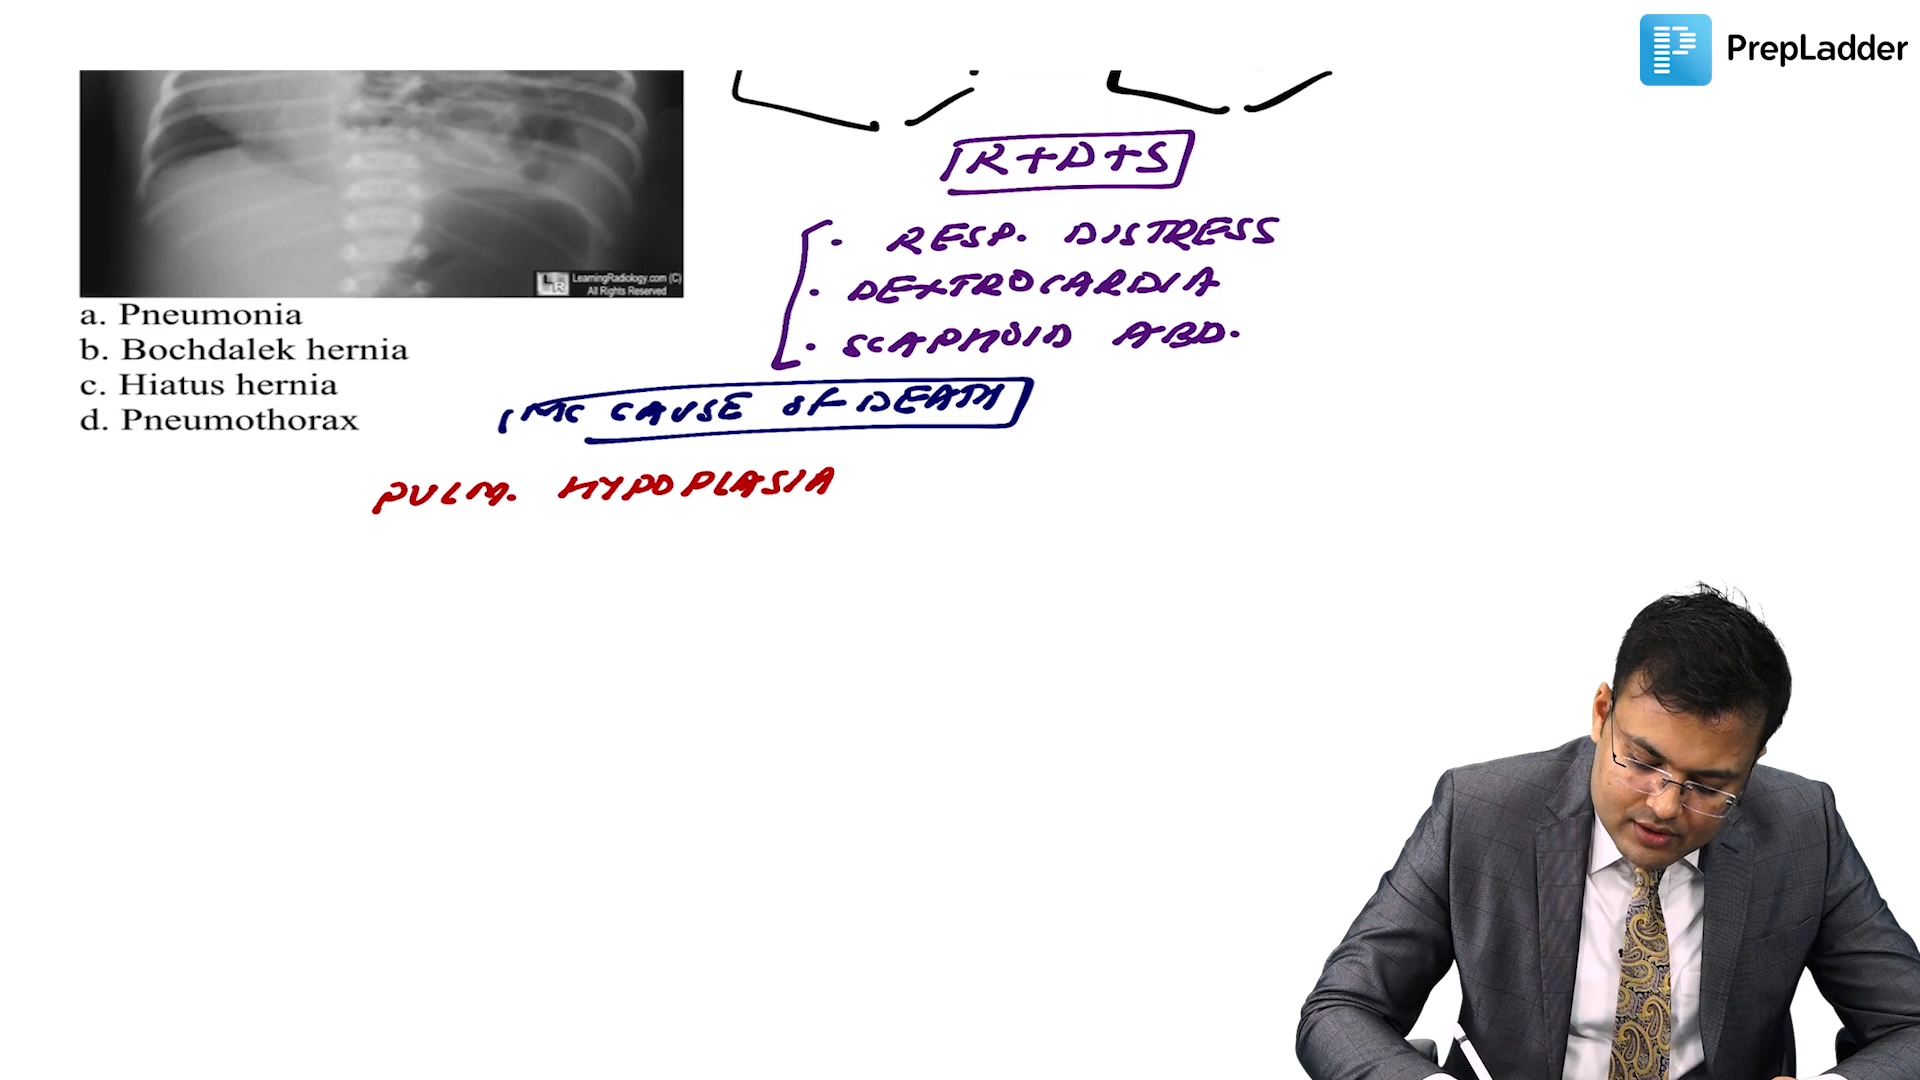 PrepLadder
R+D+S
• RESP. DISTRESS
• DEXTROCARDIA
• SCAPHOID ABD.
LearningRadiology.com (C)
All Rights Reserved
a. Pneumonia
b. Bochdalek hernia
c. Hiatus hernia
d. Pneumothorax
MC CAUSE OF DEATH
PULM. HYPOPLASIA